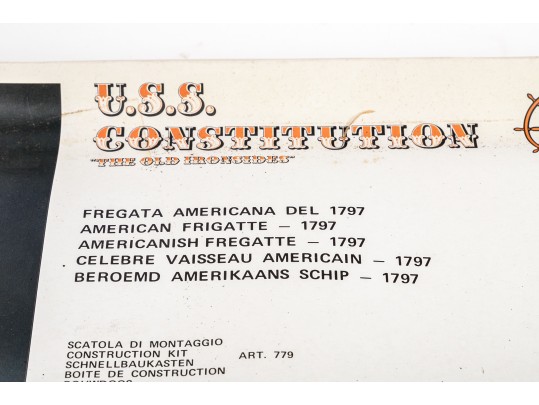 U.S.S.
CONSTITUTION
"THE OLD IRONSIDES"
FREGATA AMERICANA DEL 1797
AMERICAN FRIGATTE – 1797
AMERICANISH FREGATTE – 1797
CELEBRE VAISSEAU AMERICAIN – 1797
BEROEMD AMERIKAANS SCHIP – 1797
SCATOLA DI MONTAGGIO
CONSTRUCTION KIT ART. 779
SCHNELLBAUKASTEN
BOITE DE CONSTRUCTION